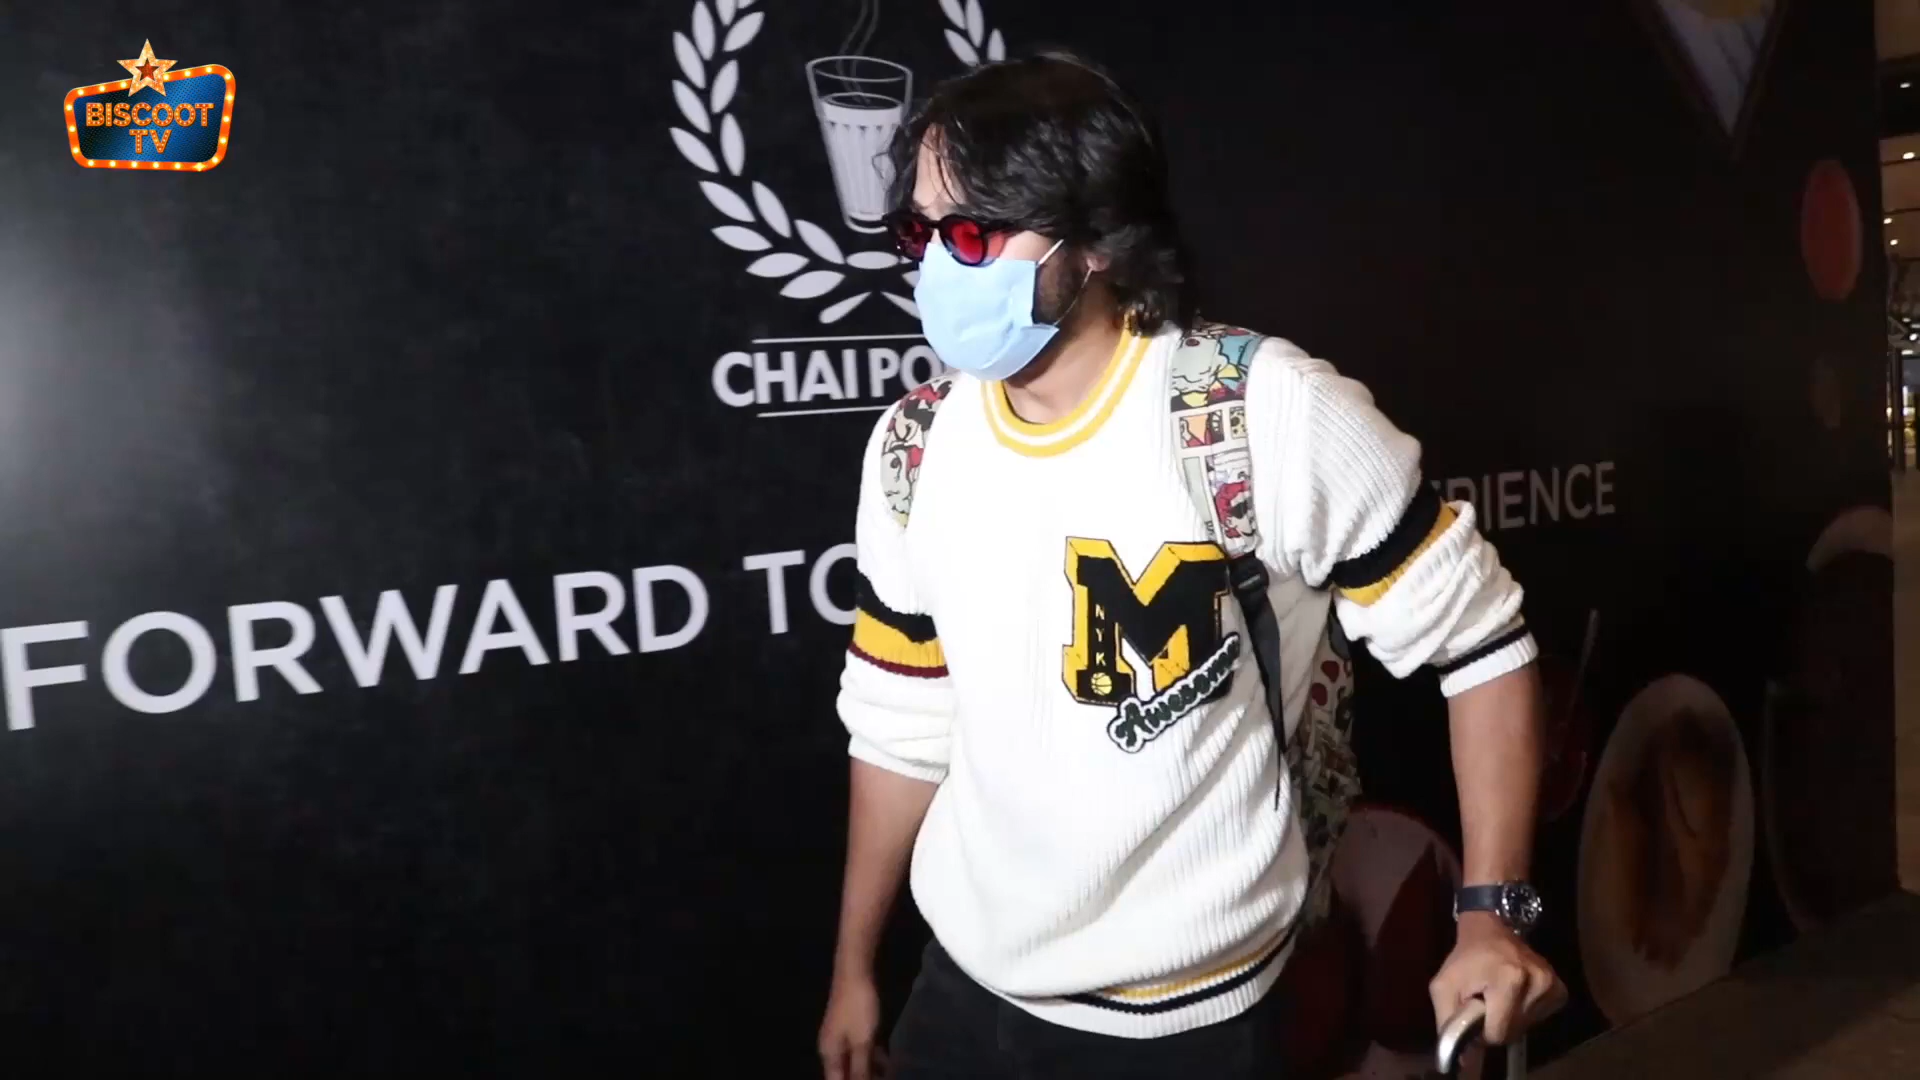 BISCOOT
TV
CHAI PO
FORWARD TO
ERIENCE
M
NYK
Awesome